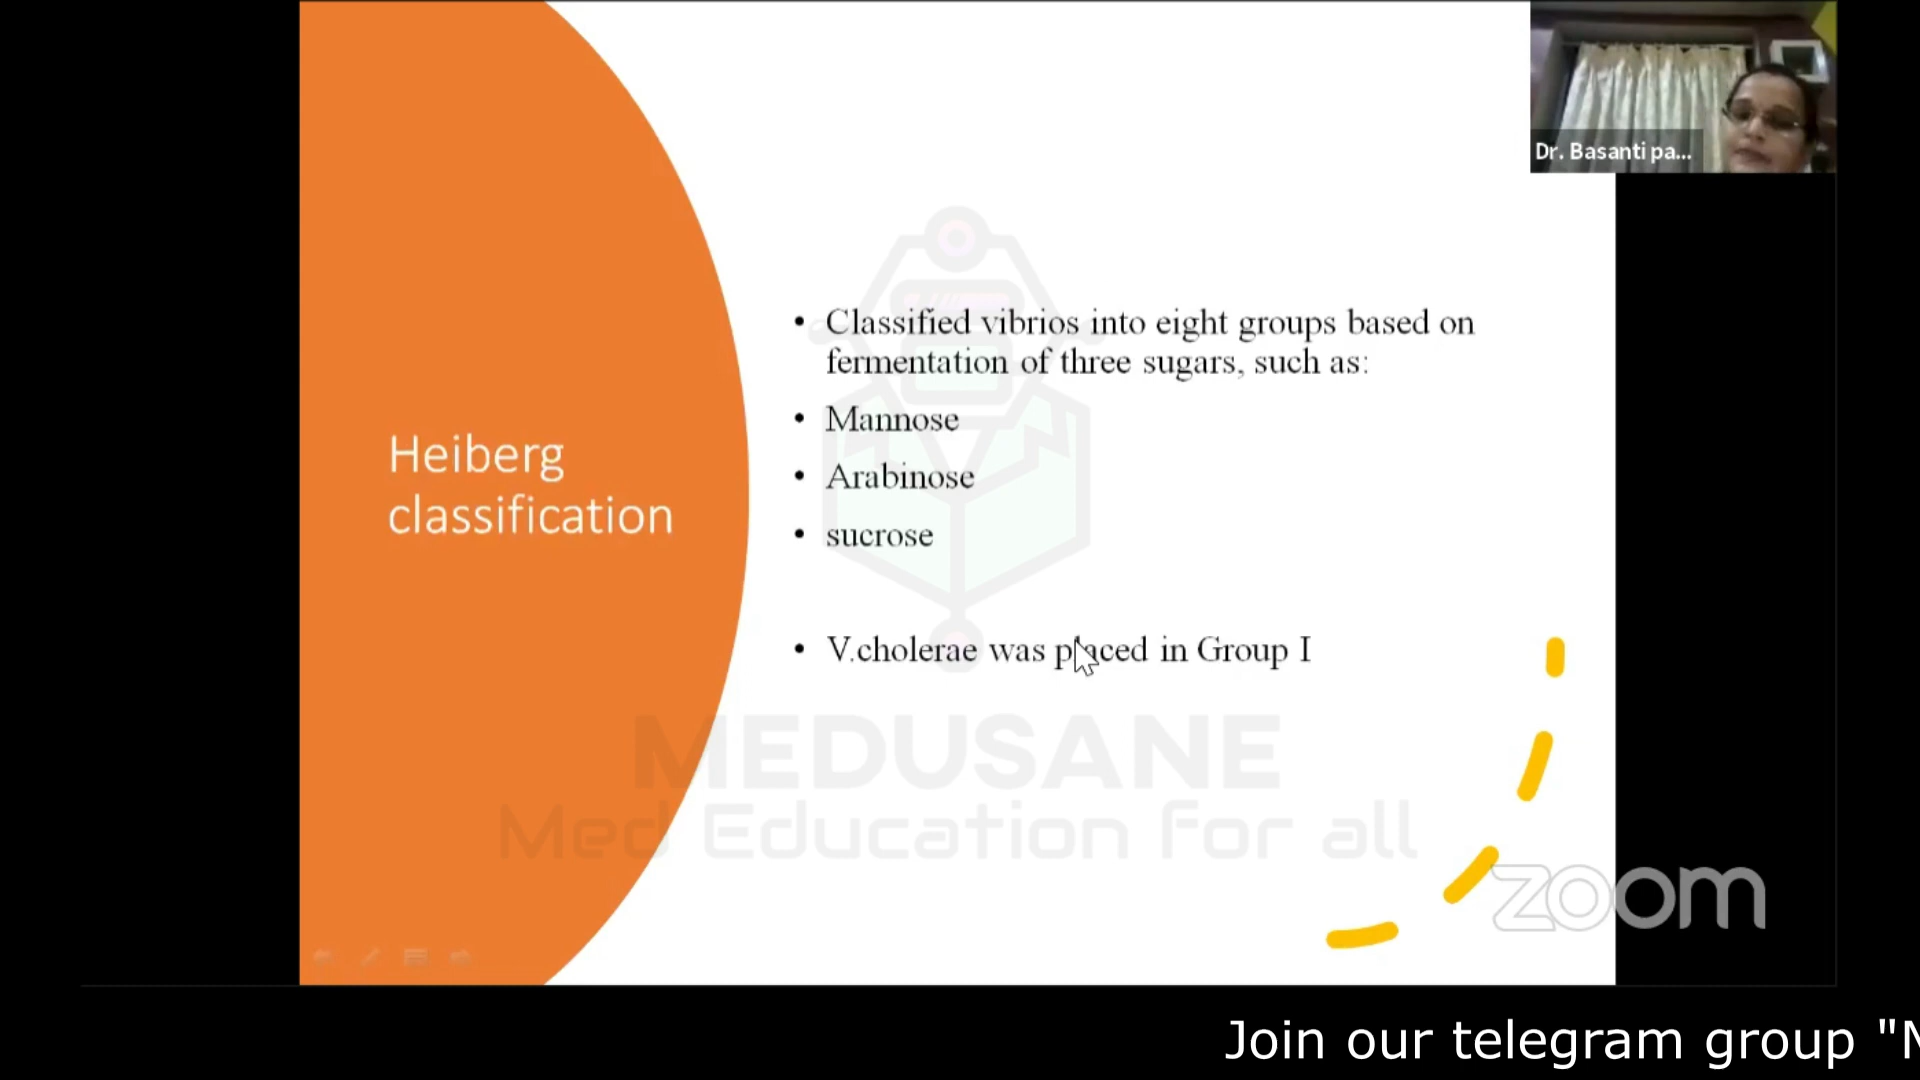 Dr. Basanti pa...
Heiberg
classification
• Classified vibrios into eight groups based on
fermentation of three sugars, such as:
• Mannose
• Arabinose
• sucrose
• V.cholerae was placed in Group I
MEDUSANE
Med Education for all
zoom
Join our telegram group "M